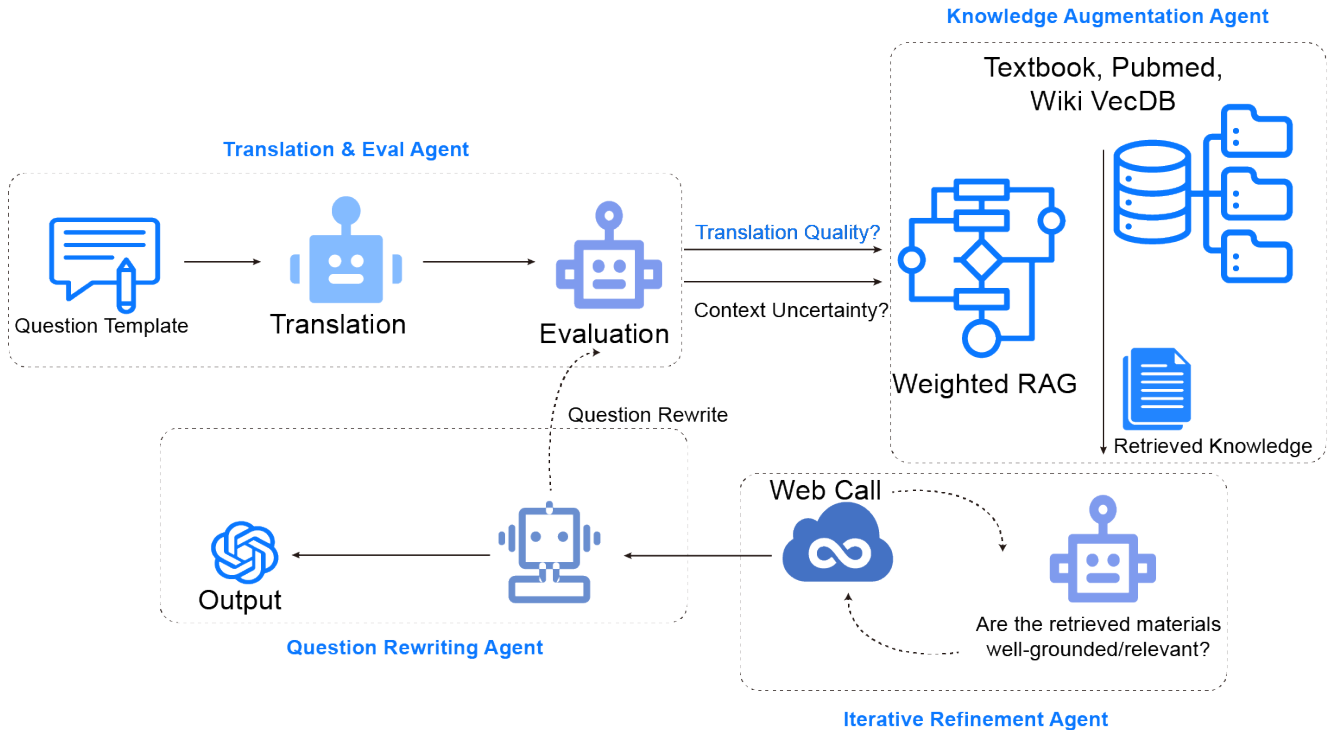 Knowledge Augmentation Agent
Textbook, Pubmed,
Wiki VecDB
Translation & Eval Agent
Translation Quality?
Context Uncertainty?
Question Template
Translation
Evaluation
Weighted RAG
Retrieved Knowledge
Question Rewrite
Web Call
Output
Are the retrieved materials
well-grounded/relevant?
Question Rewriting Agent
Iterative Refinement Agent